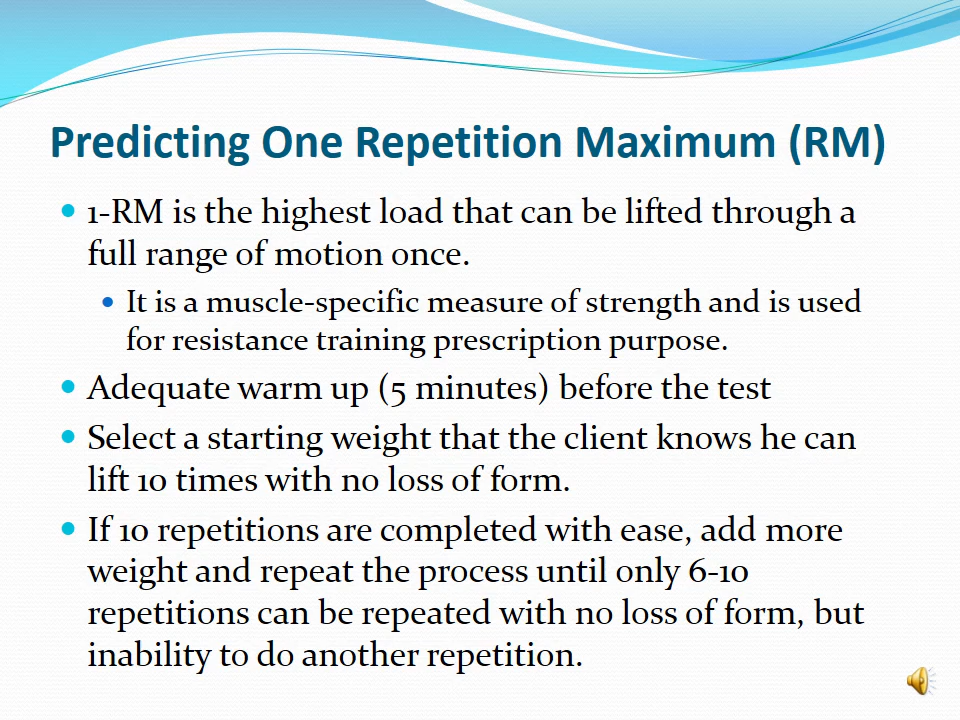 Predicting One Repetition Maximum (RM)
1-RM is the highest load that can be lifted through a
full range of motion once.
It is a muscle-specific measure of strength and is used
for resistance training prescription purpose.
Adequate warm up (5 minutes) before the test
Select a starting weight that the client knows he can
lift 10 times with no loss of form.
If 10 repetitions are completed with ease, add more
weight and repeat the process until only 6-10
repetitions can be repeated with no loss of form, but
inability to do another repetition.